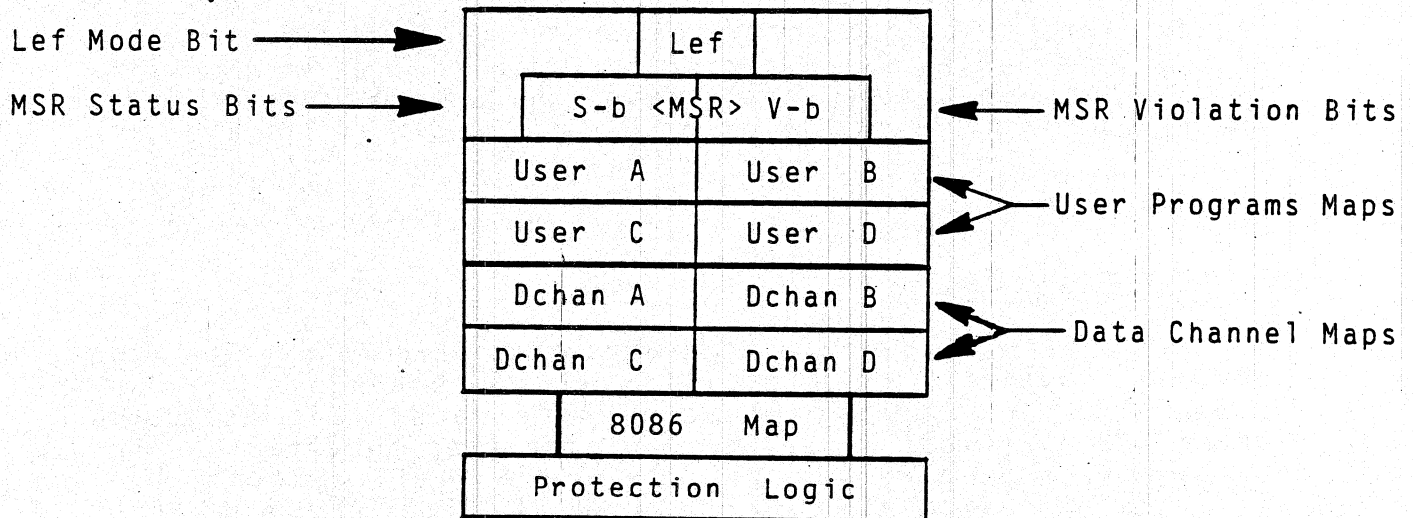 Lef Mode Bit
Lef
MSR Status Bits
S-b <MSR> V-b
MSR Violation Bits
User A
User B
User Programs Maps
User C
User D
Dchan A
Dchan B
Data Channel Maps
Dchan C
Dchan D
8086 Map
Protection Logic